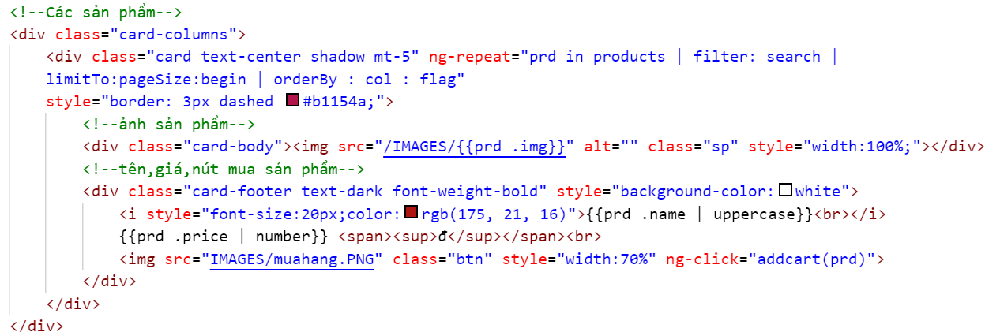 <!--Các sản phẩm-->
<div class="card-columns">
<div class="card text-center shadow mt-5" ng-repeat="prd in products | filter: search |
limitTo:pageSize:begin | orderBy : col : flag"
style="border: 3px dashed #b1154a;">
<!--ảnh sản phẩm-->
<div class="card-body"><img src="/IMAGES/{{prd .img}}" alt="" class="sp" style="width:100%;"></div>
<!--tên,giá,nút mua sản phẩm-->
<div class="card-footer text-dark font-weight-bold" style="background-color:white">
<i style="font-size:20px;color:rgb(175, 21, 16)">{{prd .name | uppercase}}<br></i>
{{prd .price | number}} <span><sup>đ</sup></span><br>
<img src="IMAGES/muahang.PNG" class="btn" style="width:70%" ng-click="addcart(prd)">
</div>
</div>
</div>